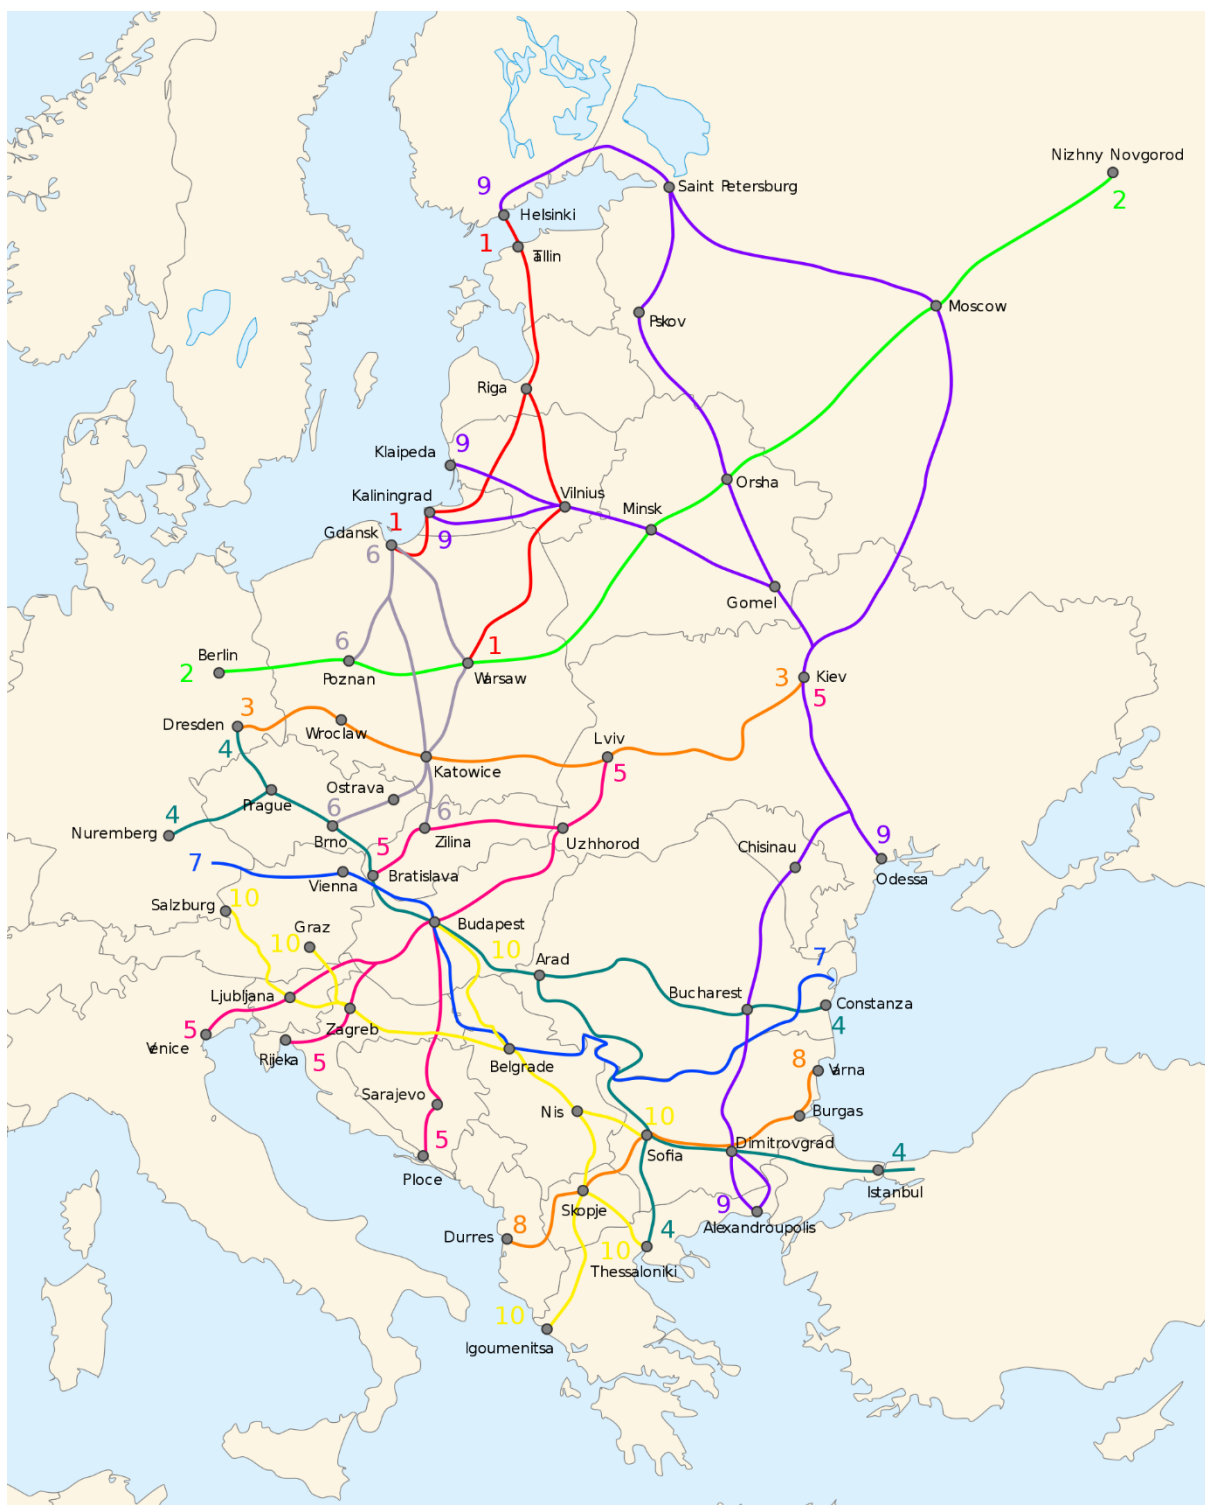 Nizhny Novgorod
2
9
Saint Petersburg
Helsinki
1
Tallin
Moscow
Pskov
Riga
Klaipeda
9
Orsha
Kaliningrad
Vilnius
Minsk
1
Gdansk
9
6
Gomel
6
1
Berlin
2
Poznan
Warsaw
3
Kiev
5
3
Dresden
Wroclaw
4
Lviv
Katowice
5
Ostrava
Prague
6
6
4
Nuremberg
Brno
Zilina
Uzhhorod
9
Chisinau
5
7
Vienna
Bratislava
Odessa
10
Salzburg
Graz
Budapest
10
10
7
Arad
Ljubljana
Bucharest
Constanza
5
Zagreb
4
Venice
Rijeka
5
Belgrade
8
Varna
Sarajevo
Nis
10
Burgas
5
Dimitrovgrad
Sofia
4
Ploce
Istanbul
9
Skopje
8
4
Alexandroupolis
Durres
10
Thessaloniki
10
Igoumenitsa